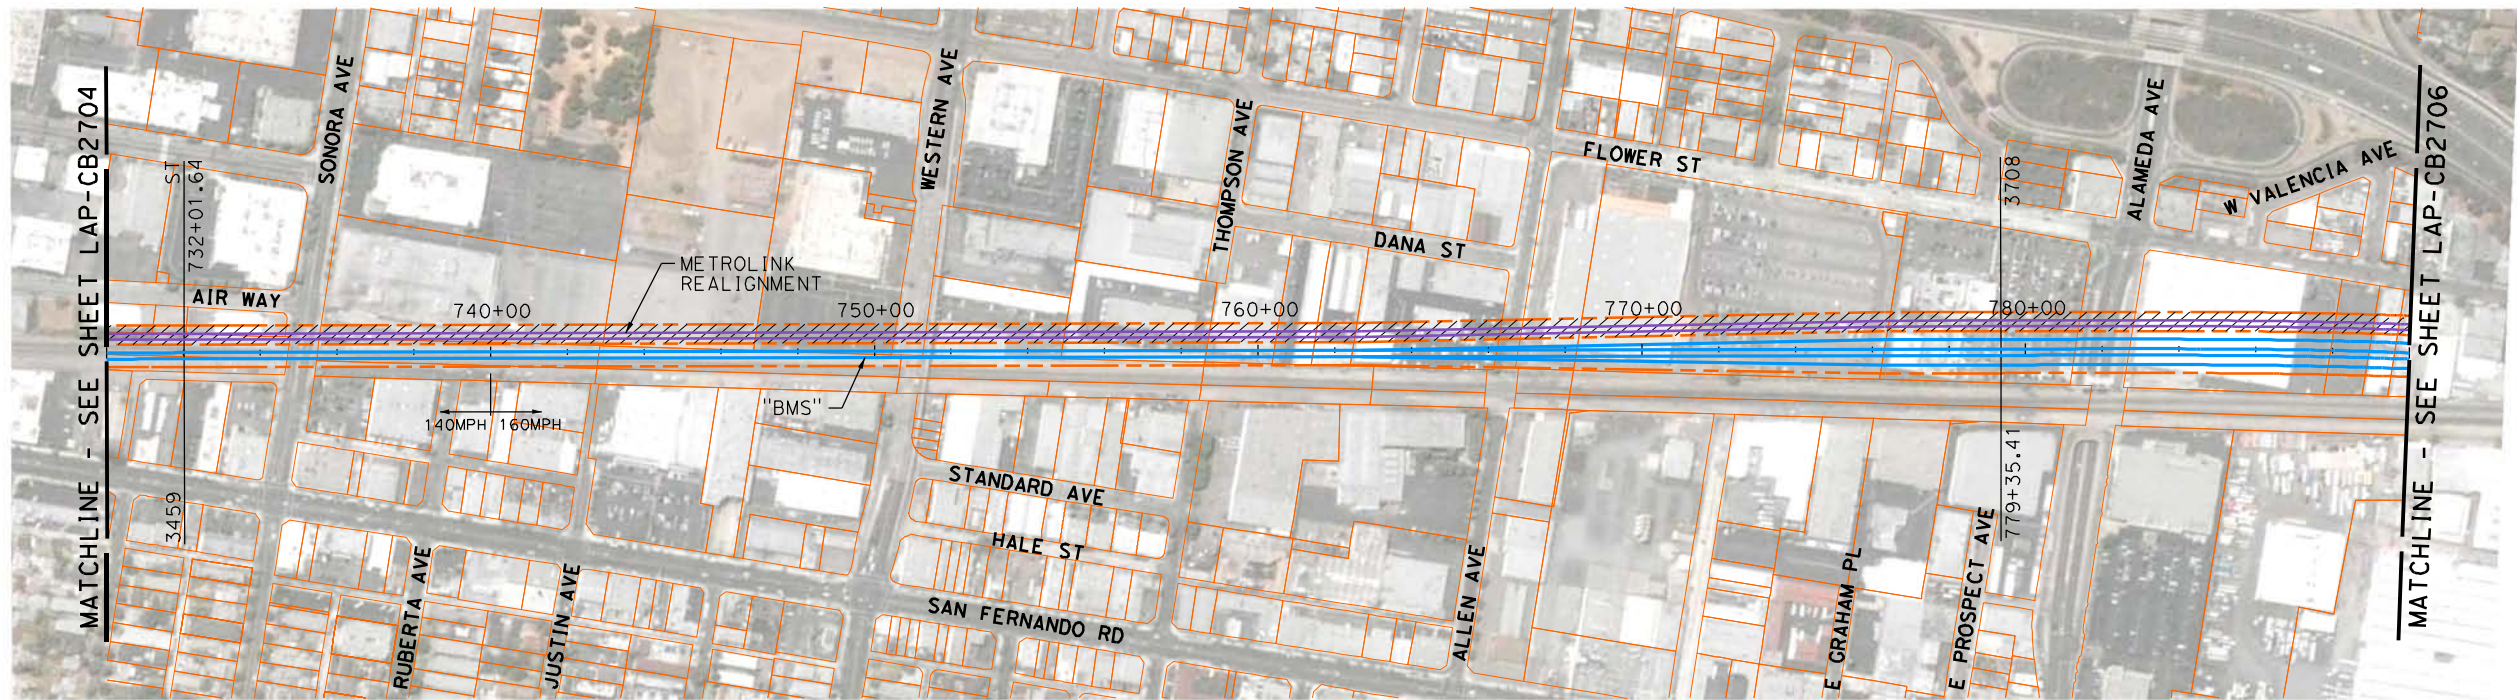 MATCHLINE - SEE SHEET LAP-CB2704
ST
732+01.64
3459
SONORA AVE
AIR WAY
WESTERN AVE
THOMPSON AVE
FLOWER ST
DANA ST
3708
ALAMEDA AVE
W VALENCIA AVE
MATCHLINE - SEE SHEET LAP-CB2706
METROLINK
REALIGNMENT
740+00
750+00
760+00
770+00
780+00
"BMS"
140MPH
160MPH
779+35.41
STANDARD AVE
HALE ST
SAN FERNANDO RD
RUBERTA AVE
JUSTIN AVE
ALLEN AVE
E GRAHAM PL
E PROSPECT AVE